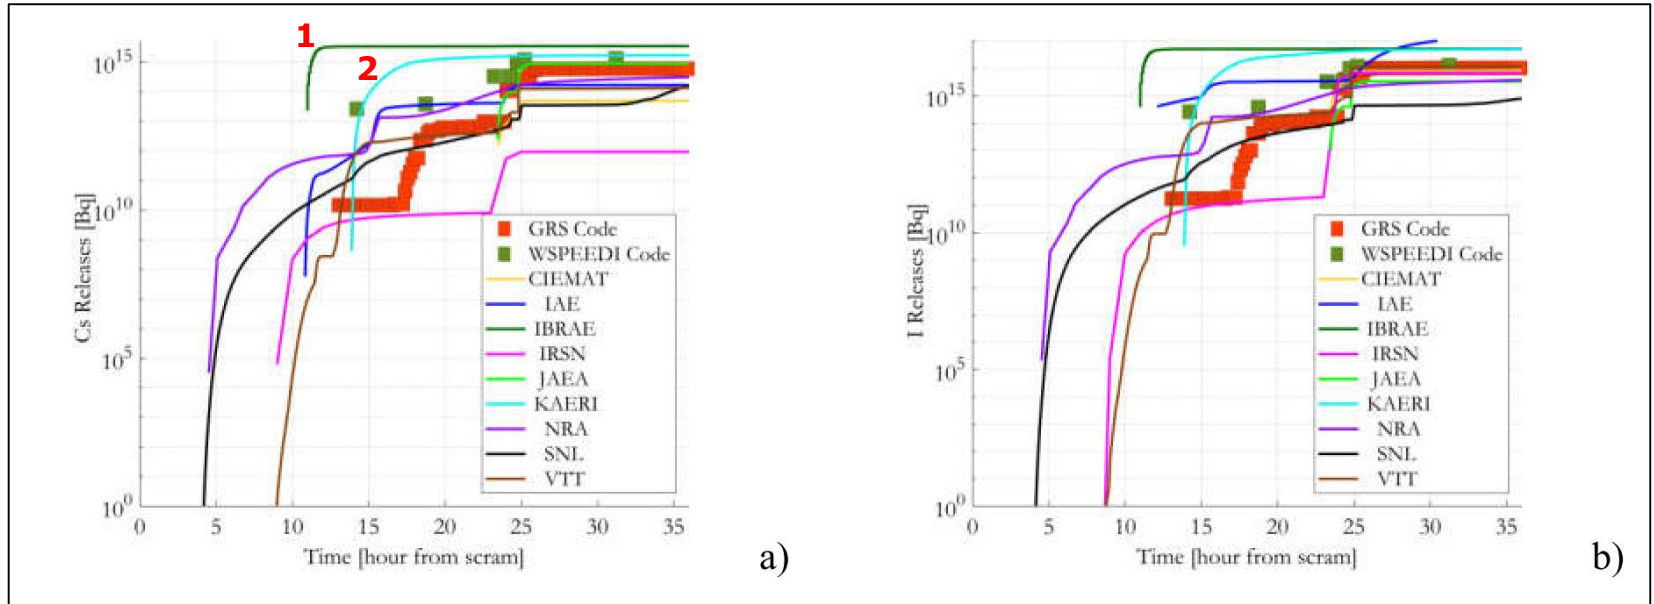 1
2
10^15
10^10
10^5
10^0
Cs Releases [Bq]
GRS Code
WSPEEDI Code
CIEMAT
IAE
IBRAE
IRSN
JAEA
KAERI
NRA
SNL
VTT
0 5 10 15 20 25 30 35
Time [hour from scram]
a)
10^15
10^10
10^5
10^0
I Releases [Bq]
GRS Code
WSPEEDI Code
CIEMAT
IAE
IBRAE
IRSN
JAEA
KAERI
NRA
SNL
VTT
0 5 10 15 20 25 30 35
Time [hour from scram]
b)